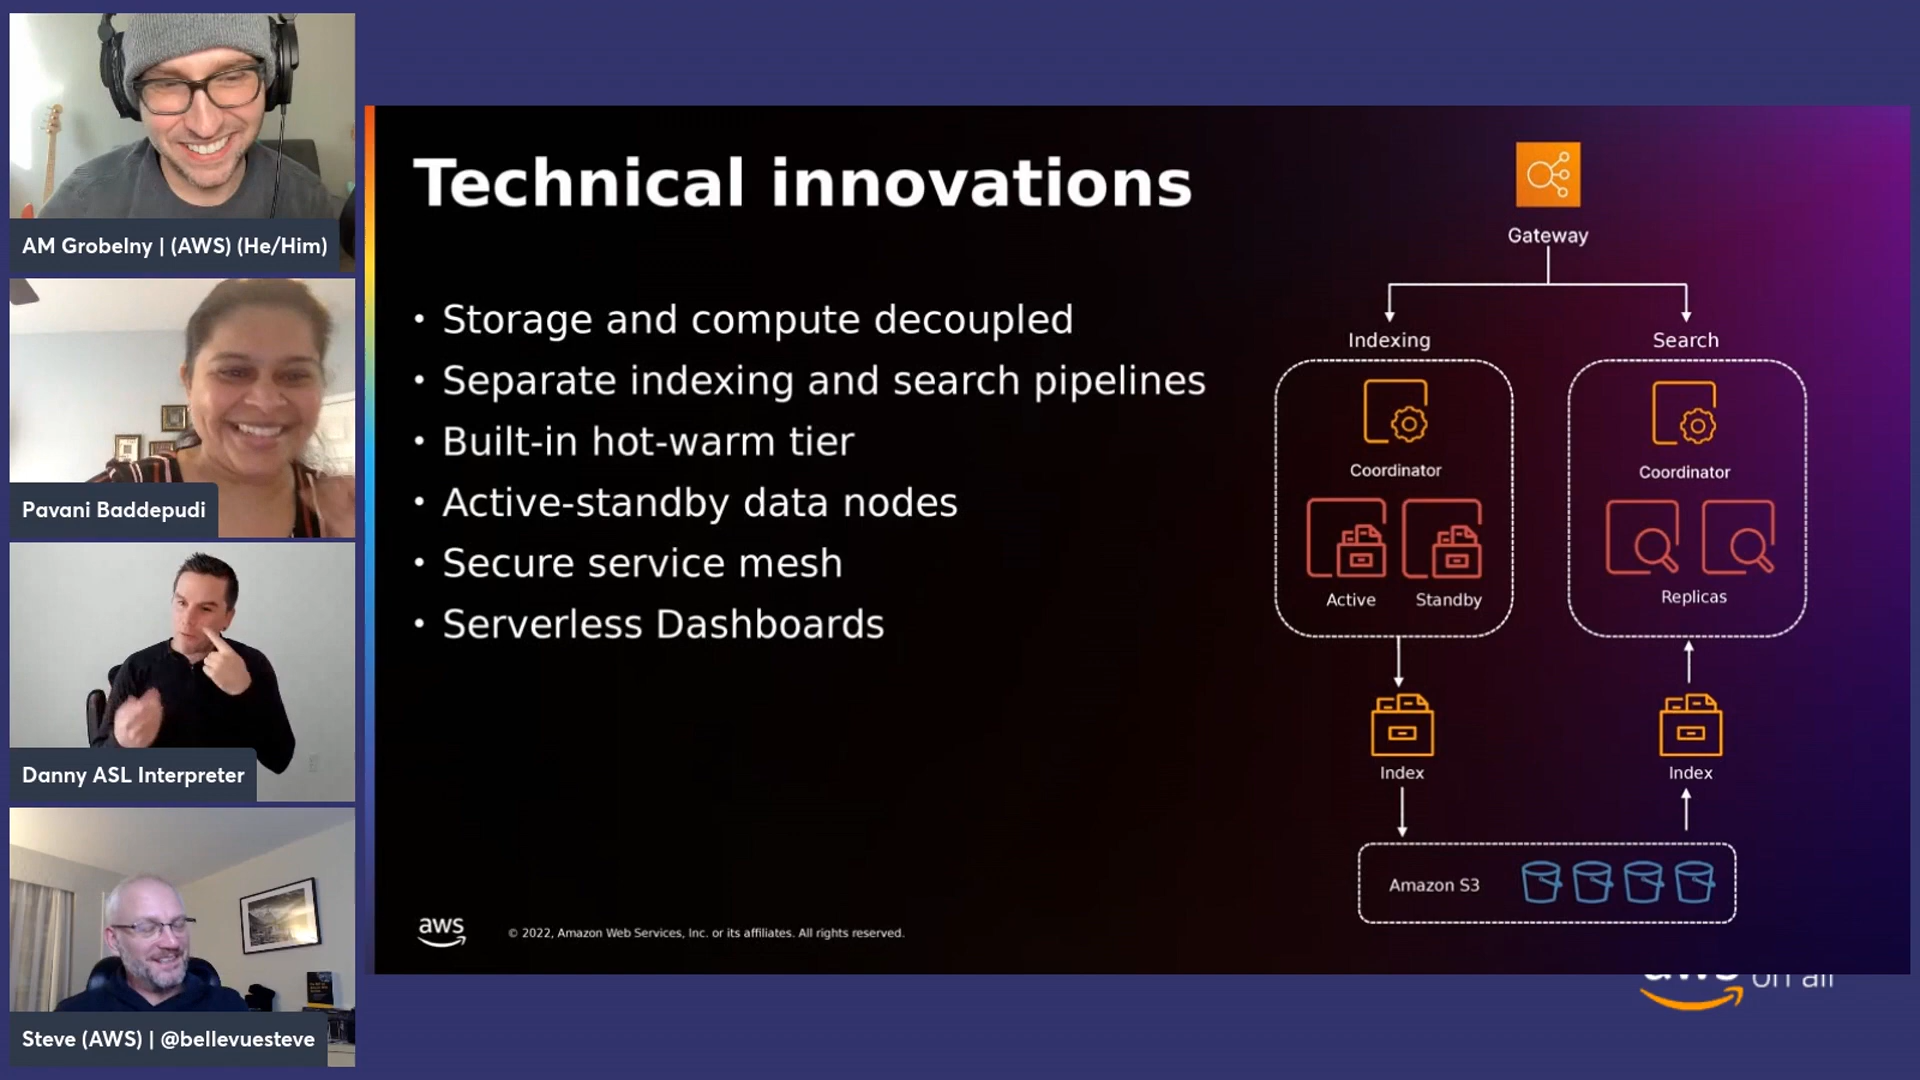 AM Grobelny | (AWS) (He/Him)
Pavani Baddepudi
Danny ASL Interpreter
Steve (AWS) | @bellevuesteve
Technical innovations
• Storage and compute decoupled
• Separate indexing and search pipelines
• Built-in hot-warm tier
• Active-standby data nodes
• Secure service mesh
• Serverless Dashboards
Gateway
Indexing
Search
Coordinator
Coordinator
Active
Standby
Replicas
Index
Index
Amazon S3
aws
© 2022, Amazon Web Services, Inc. or its affiliates. All rights reserved.
aws on air